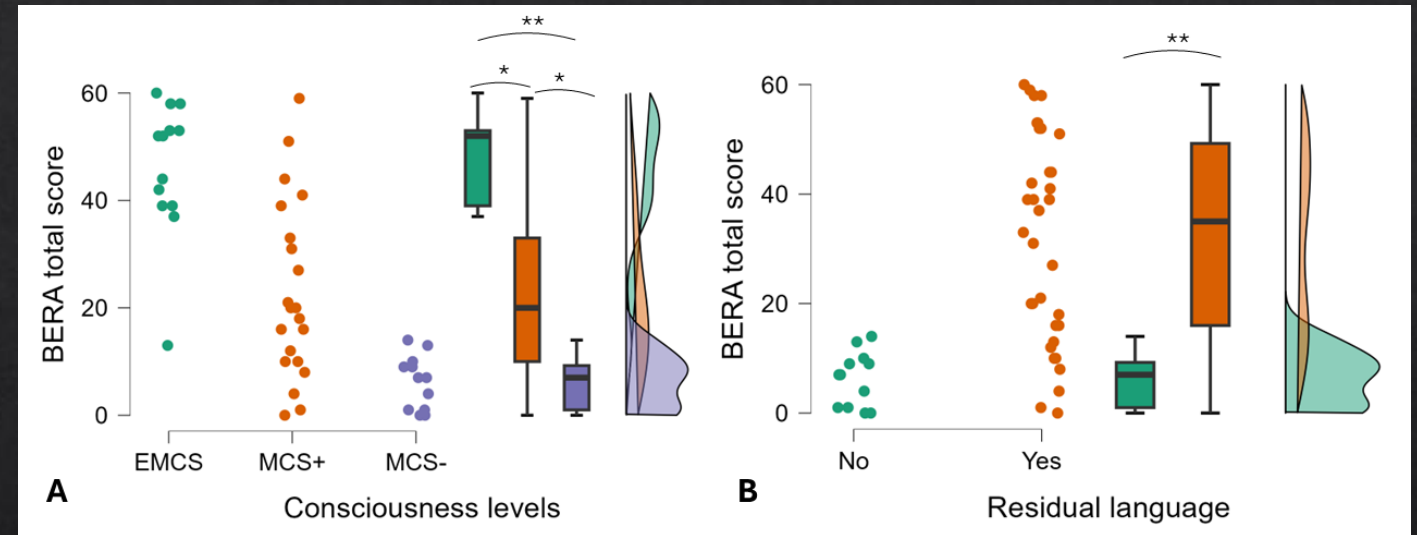 **
*
*
60
40
20
0
BERA total score
EMCS
MCS+
MCS-
Consciousness levels
A
**
60
40
20
0
BERA total score
No
Yes
Residual language
B